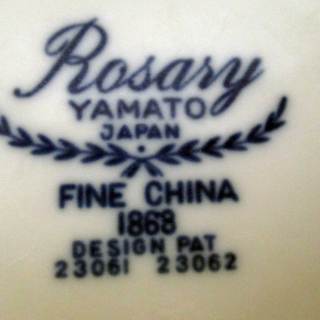 Rosary
YAMATO
JAPAN
FINE CHINA
1868
DESIGN PAT
23061 23062